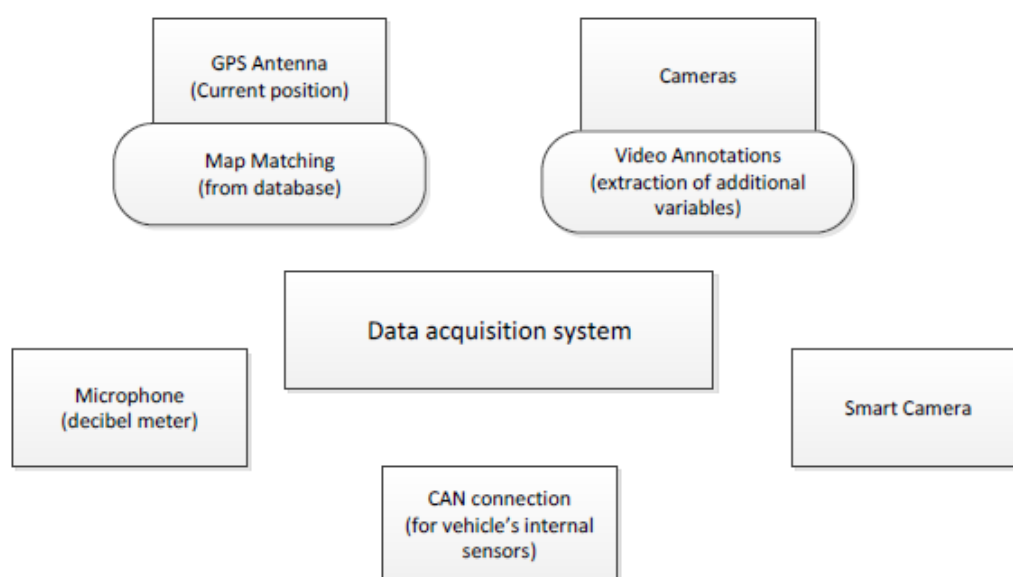 GPS Antenna
(Current position)
Map Matching
(from database)
Cameras
Video Annotations
(extraction of additional
variables)
Data acquisition system
Microphone
(decibel meter)
Smart Camera
CAN connection
(for vehicle's internal
sensors)